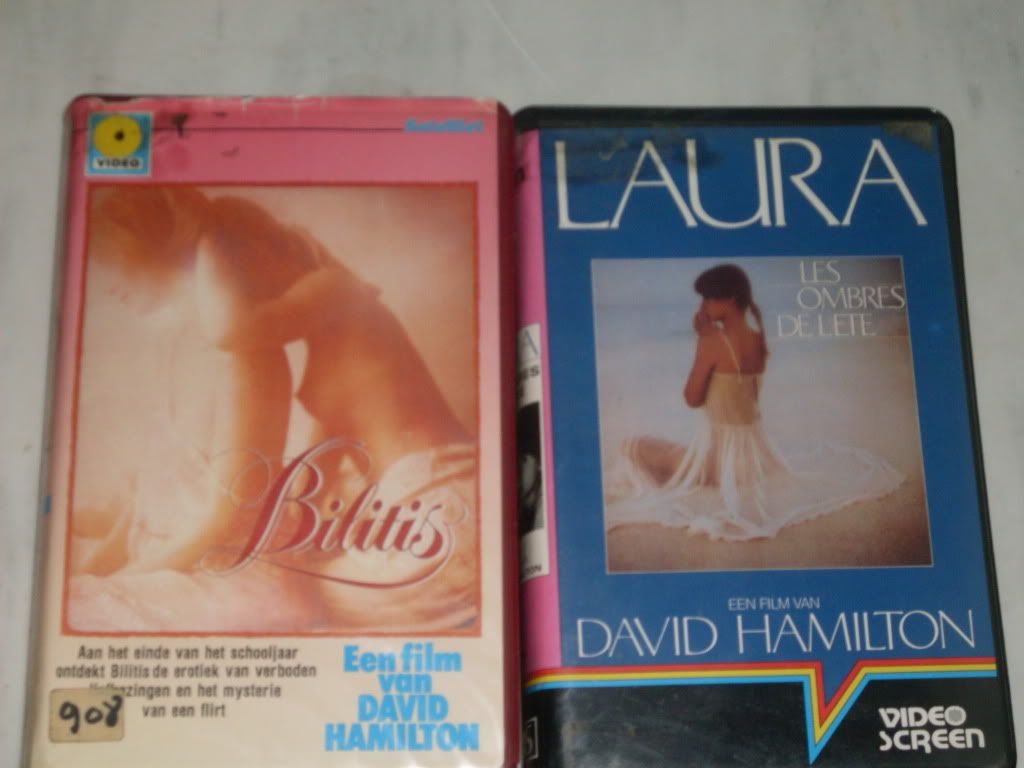 VIDEO
Bilitis
Aan het einde van het schooljaar
ontdekt Bilitis de erotiek van verboden
en het mysterie
van een flirt
908
Een film
van
DAVID
HAMILTON
LAURA
LES
OMBRES
DE L'ETE
EEN FILM VAN
DAVID HAMILTON
VIDEO
SCREEN